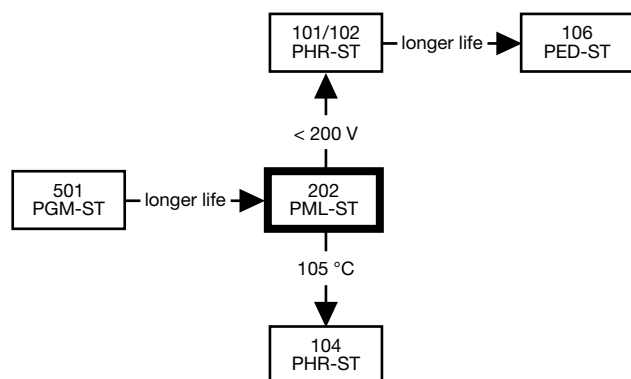 101/102
PHR-ST
longer life
106
PED-ST
< 200 V
501
PGM-ST
longer life
202
PML-ST
105 °C
104
PHR-ST